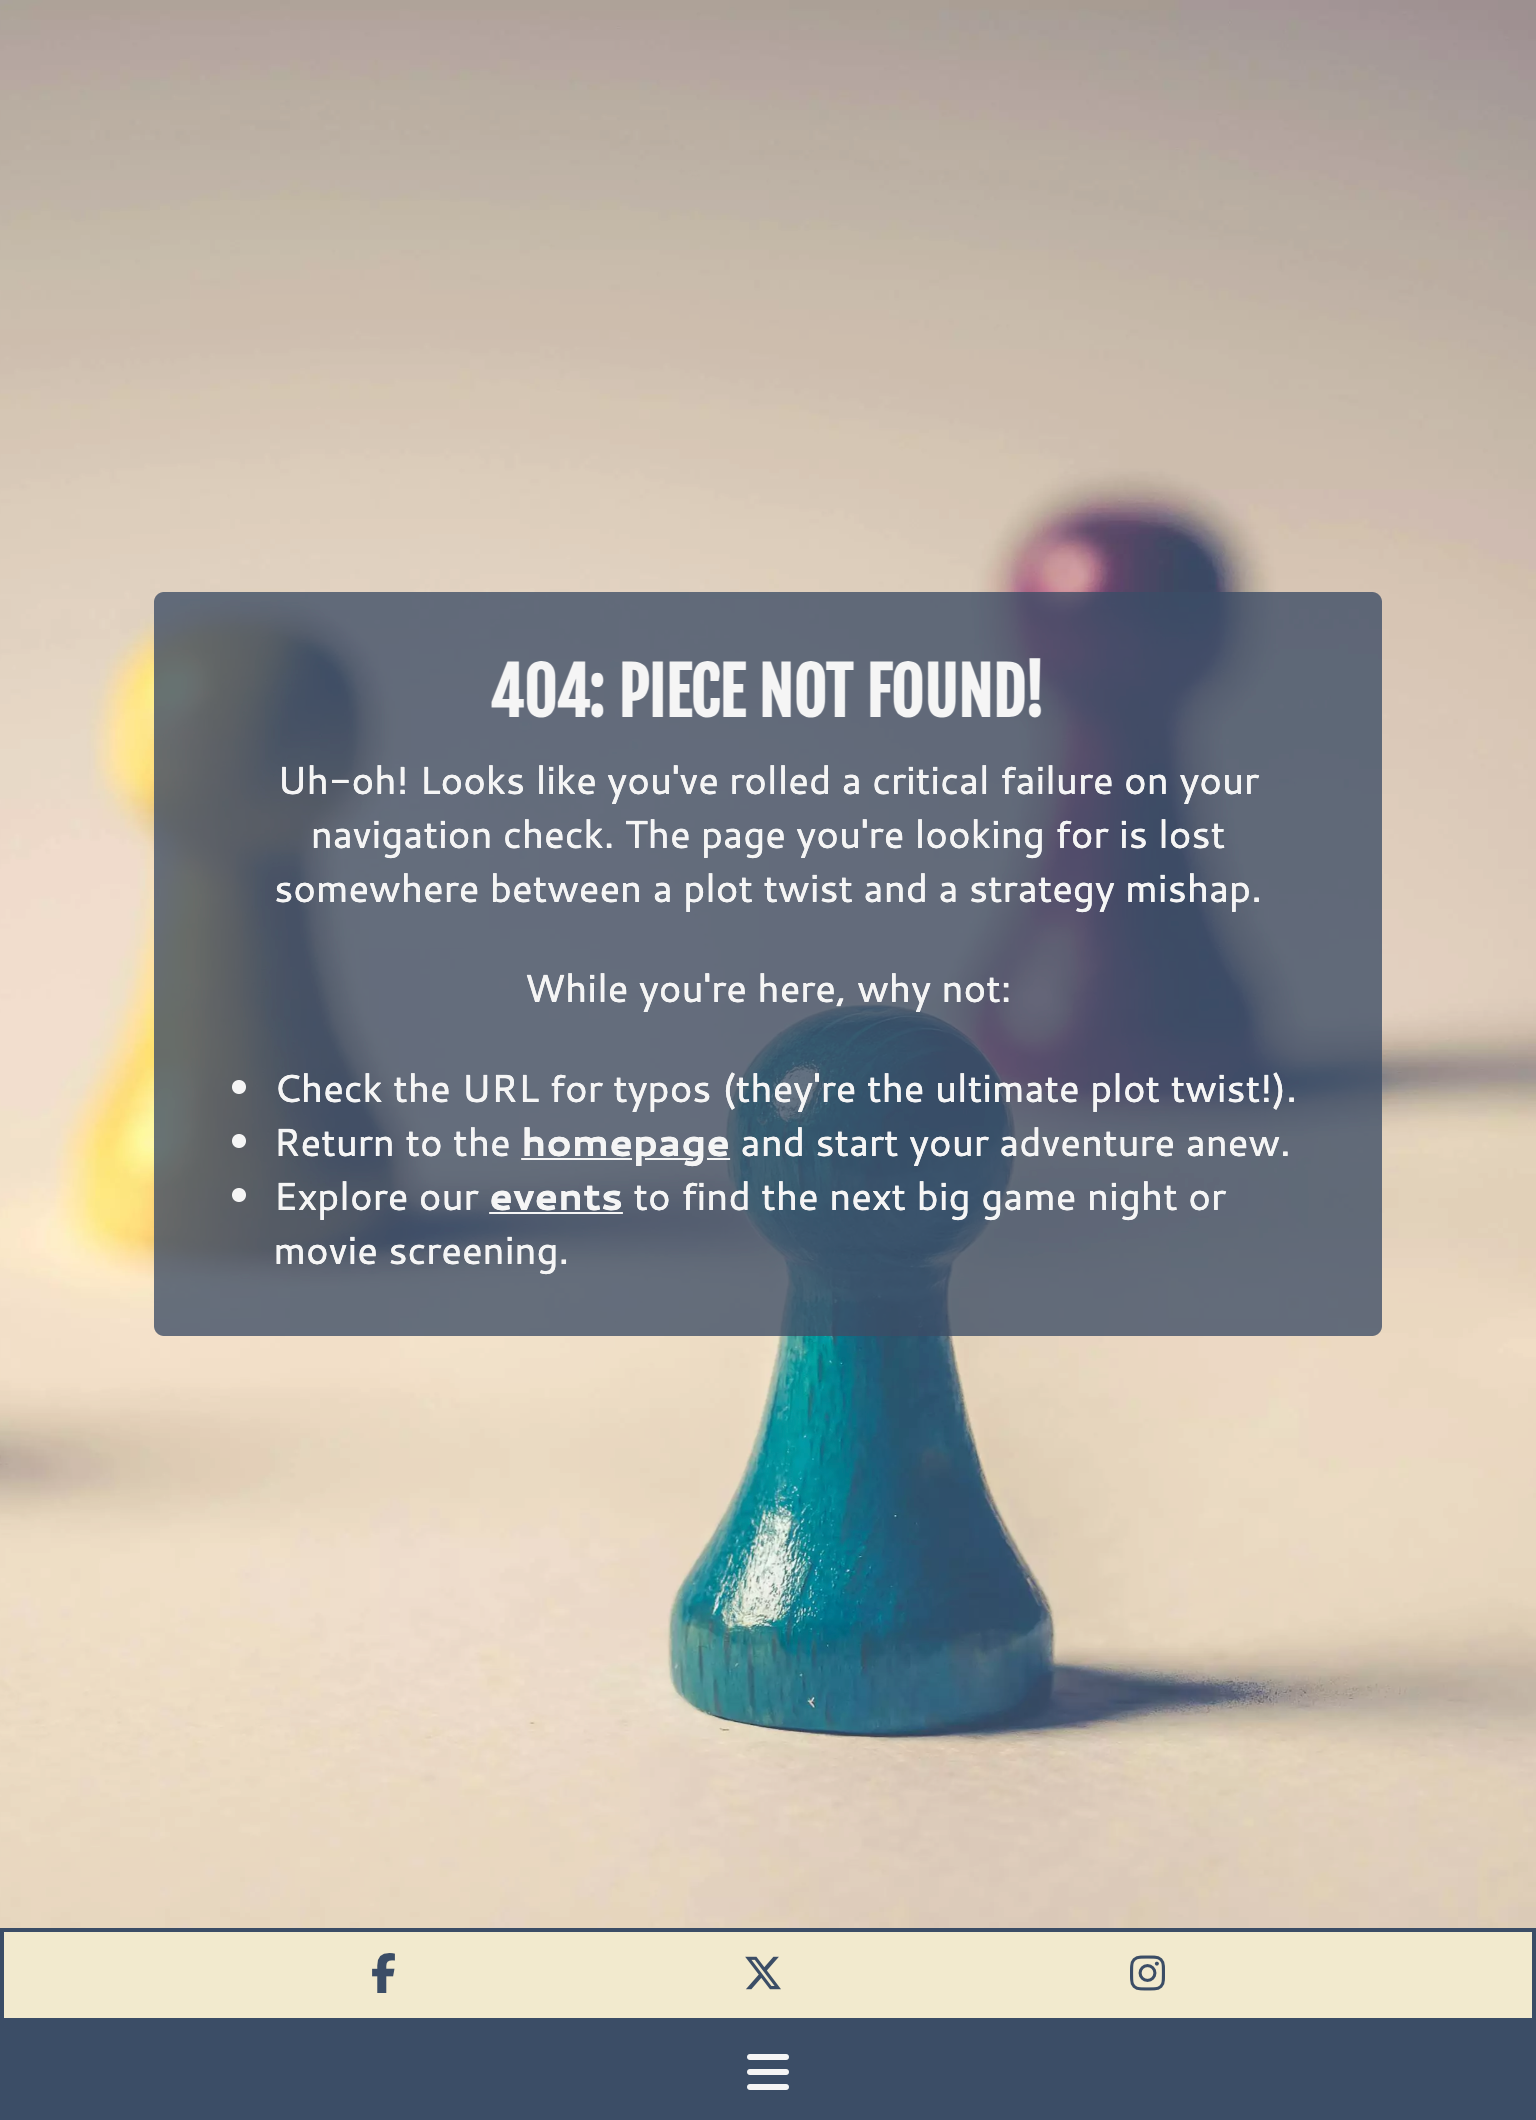 404: PIECE NOT FOUND!
Uh-oh! Looks like you've rolled a critical failure on your
navigation check. The page you're looking for is lost
somewhere between a plot twist and a strategy mishap.
While you're here, why not:
• Check the URL for typos (they're the ultimate plot twist!).
• Return to the homepage and start your adventure anew.
• Explore our events to find the next big game night or
movie screening.